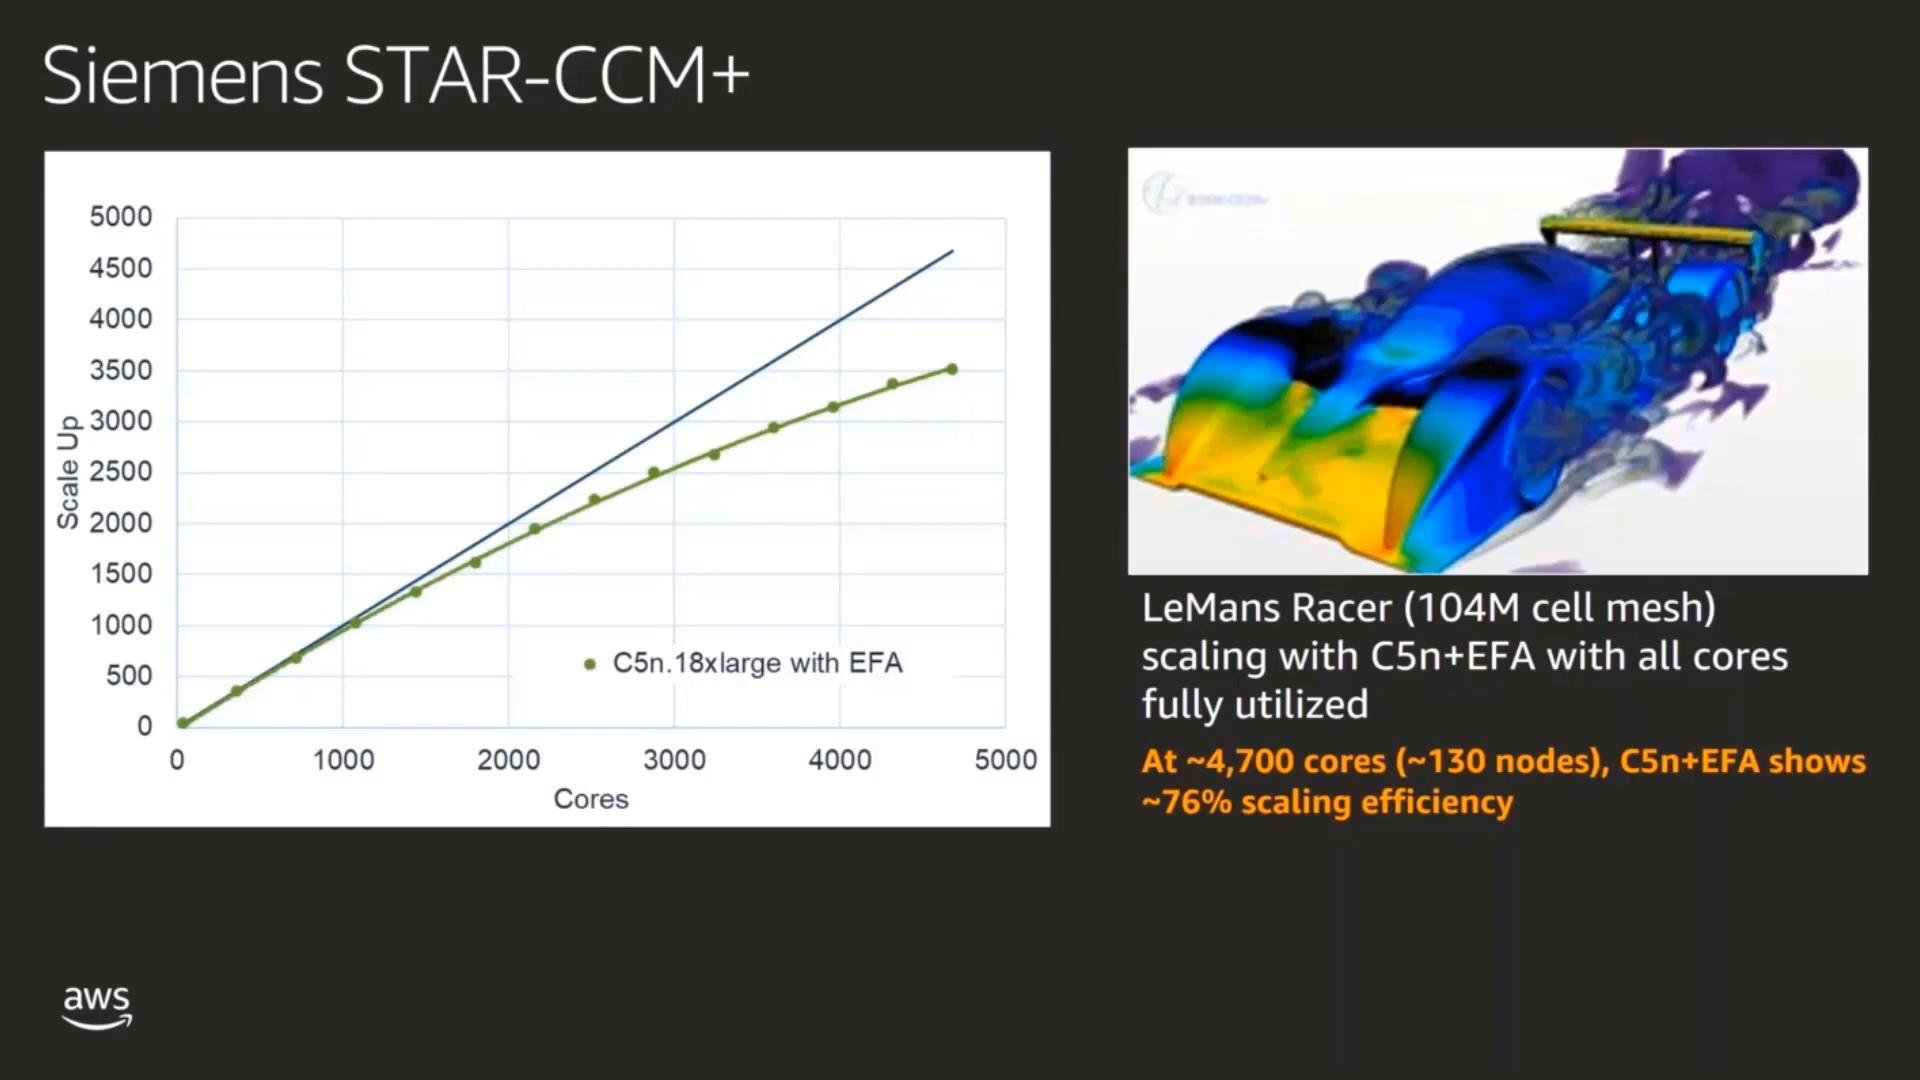 Siemens STAR-CCM+
5000
4500
4000
3500
3000
2500
2000
1500
1000
500
0
Scale Up
0 1000 2000 3000 4000 5000
Cores
C5n.18xlarge with EFA
LeMans Racer (104M cell mesh)
scaling with C5n+EFA with all cores
fully utilized
At ~4,700 cores (~130 nodes), C5n+EFA shows
~76% scaling efficiency
aws